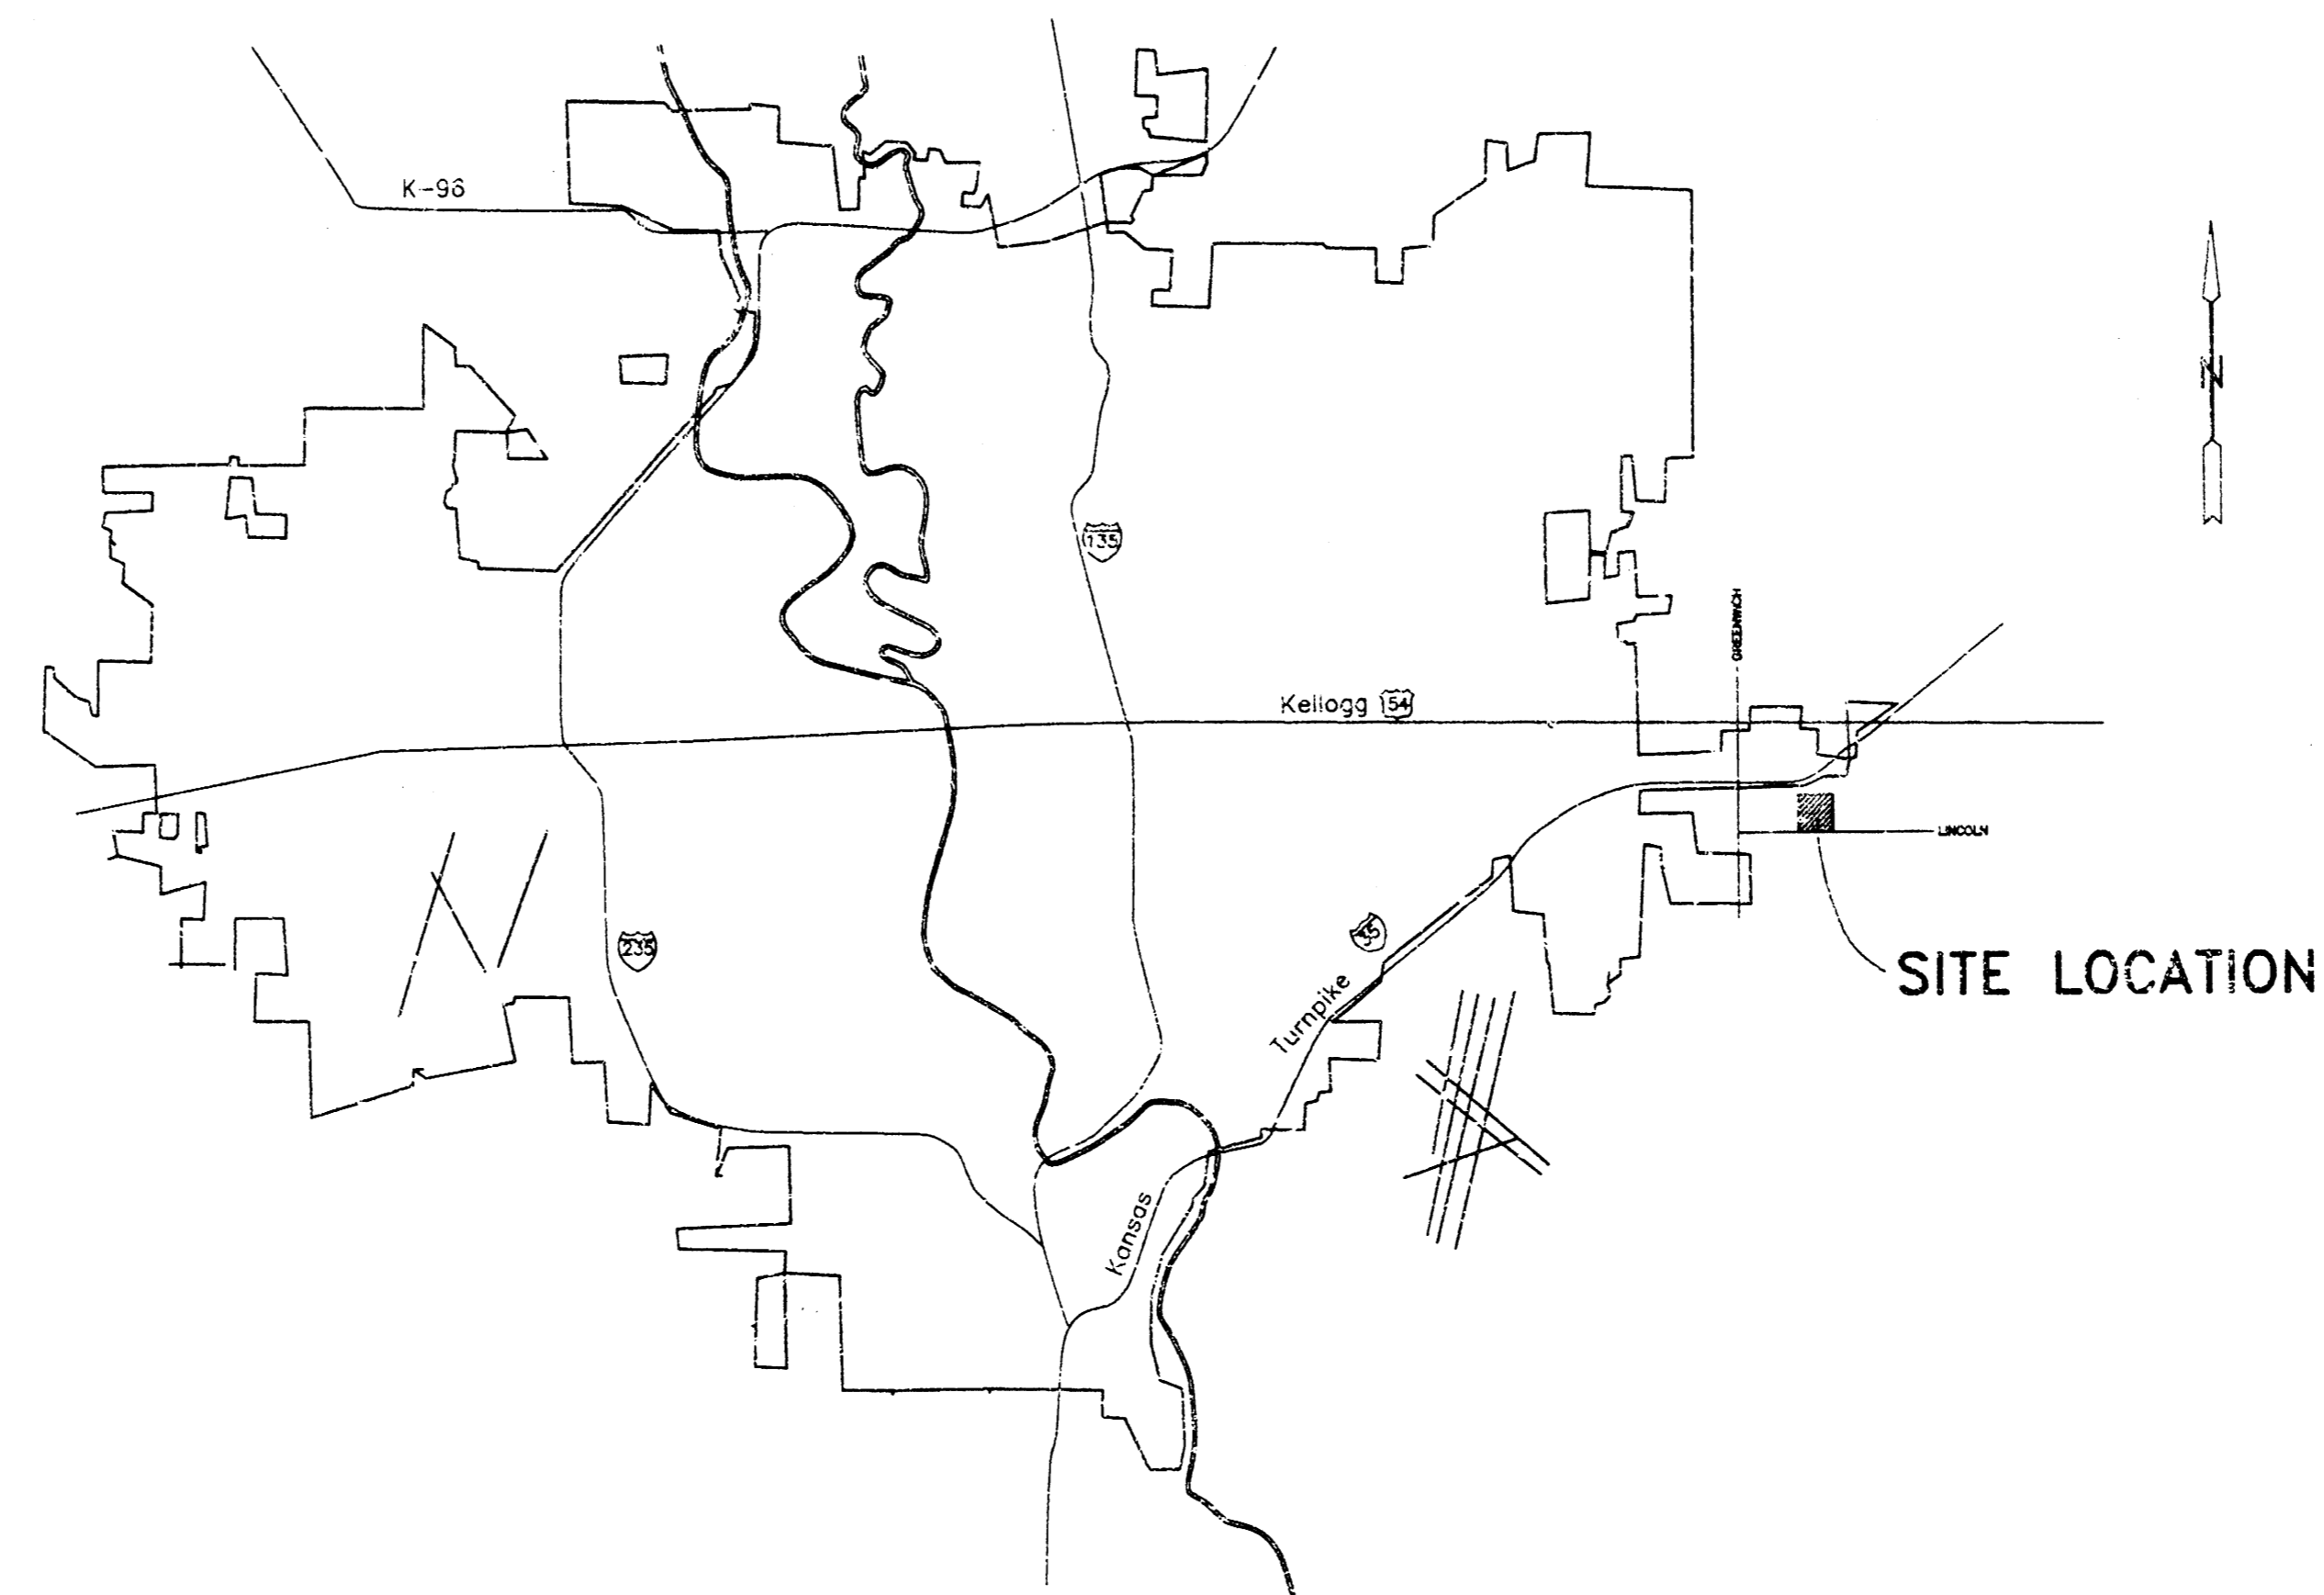 K-96
N
135
GREENWICH
Kellogg 54
LINCOLN
235
35
Turnpike
SITE LOCATION
Kansas